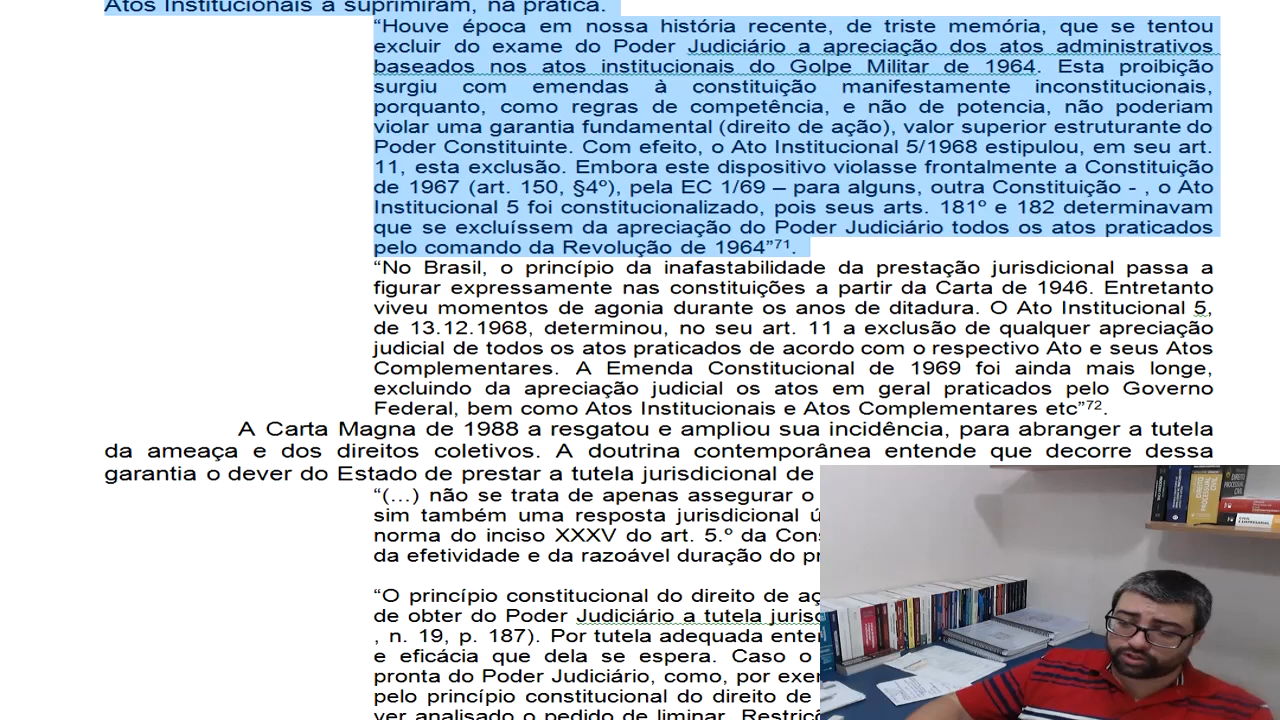 Atos Institucionais a suprimiram, na prática.
“Houve época em nossa história recente, de triste memória, que se tentou
excluir do exame do Poder Judiciário a apreciação dos atos administrativos
baseados nos atos institucionais do Golpe Militar de 1964. Esta proibição
surgiu com emendas à constituição manifestamente inconstitucionais,
porquanto, como regras de competência, e não de potencia, não poderiam
violar uma garantia fundamental (direito de ação), valor superior estruturante do
Poder Constituinte. Com efeito, o Ato Institucional 5/1968 estipulou, em seu art.
11, esta exclusão. Embora este dispositivo violasse frontalmente a Constituição
de 1967 (art. 150, §4º), pela EC 1/69 – para alguns, outra Constituição - , o Ato
Institucional 5 foi constitucionalizado, pois seus arts. 181º e 182 determinavam
que se excluíssem da apreciação do Poder Judiciário todos os atos praticados
pelo comando da Revolução de 1964”71.
“No Brasil, o princípio da inafastabilidade da prestação jurisdicional passa a
figurar expressamente nas constituições a partir da Carta de 1946. Entretanto
viveu momentos de agonia durante os anos de ditadura. O Ato Institucional 5,
de 13.12.1968, determinou, no seu art. 11 a exclusão de qualquer apreciação
judicial de todos os atos praticados de acordo com o respectivo Ato e seus Atos
Complementares. A Emenda Constitucional de 1969 foi ainda mais longe,
excluindo da apreciação judicial os atos em geral praticados pelo Governo
Federal, bem como Atos Institucionais e Atos Complementares etc”72.
A Carta Magna de 1988 a resgatou e ampliou sua incidência, para abranger a tutela
da ameaça e dos direitos coletivos. A doutrina contemporânea entende que decorre dessa
garantia o dever do Estado de prestar a tutela jurisdicional de
“(...) não se trata de apenas assegurar o
sim também uma resposta jurisdicional ú
norma do inciso XXXV do art. 5.º da Cons
da efetividade e da razoável duração do pr
“O princípio constitucional do direito de aç
de obter do Poder Judiciário a tutela jurisd
, n. 19, p. 187). Por tutela adequada enten
e eficácia que dela se espera. Caso o
pronta do Poder Judiciário, como, por exem
pelo princípio constitucional do direito de
ver analisado o pedido de liminar. Restriçõ
DIREITO PROCESSUAL CIVIL